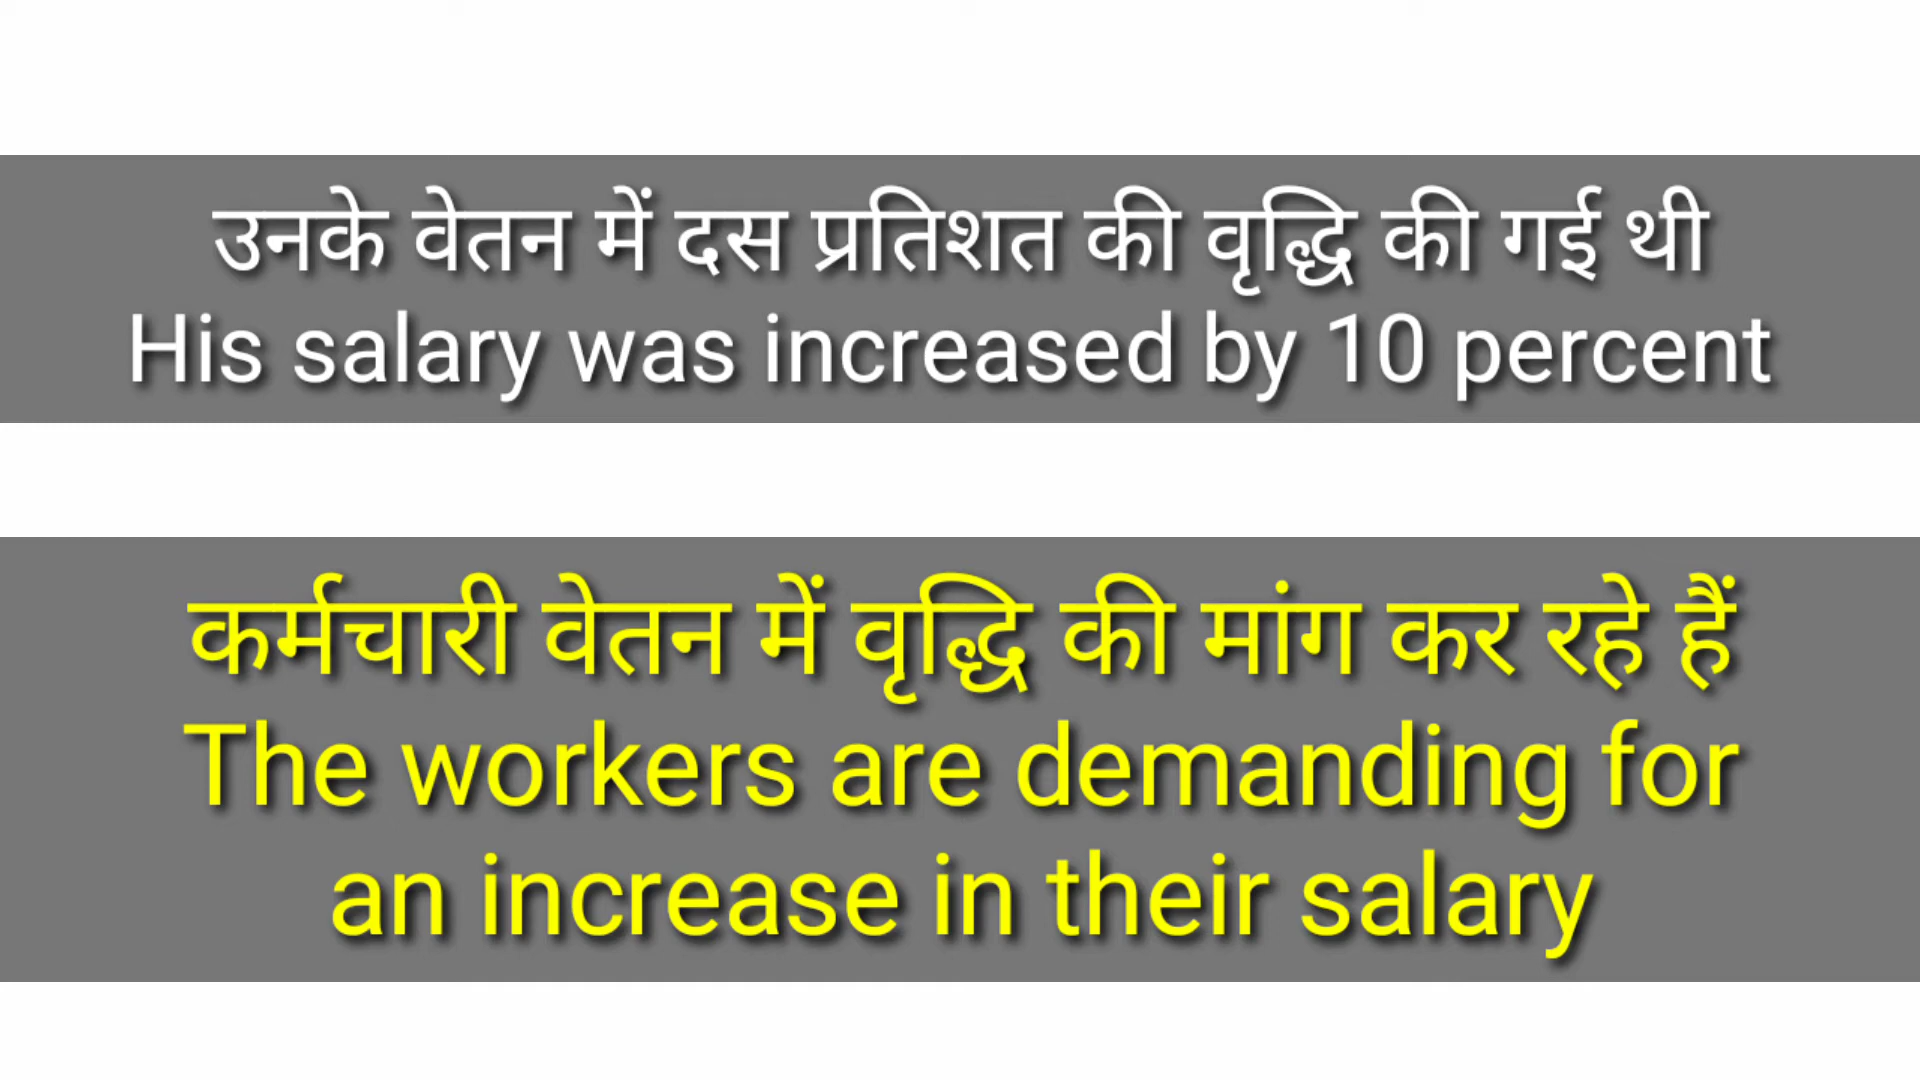 उनके वेतन में दस प्रतिशत की वृद्धि की गई थी
His salary was increased by 10 percent
कर्मचारी वेतन में वृद्धि की मांग कर रहे हैं
The workers are demanding for
an increase in their salary